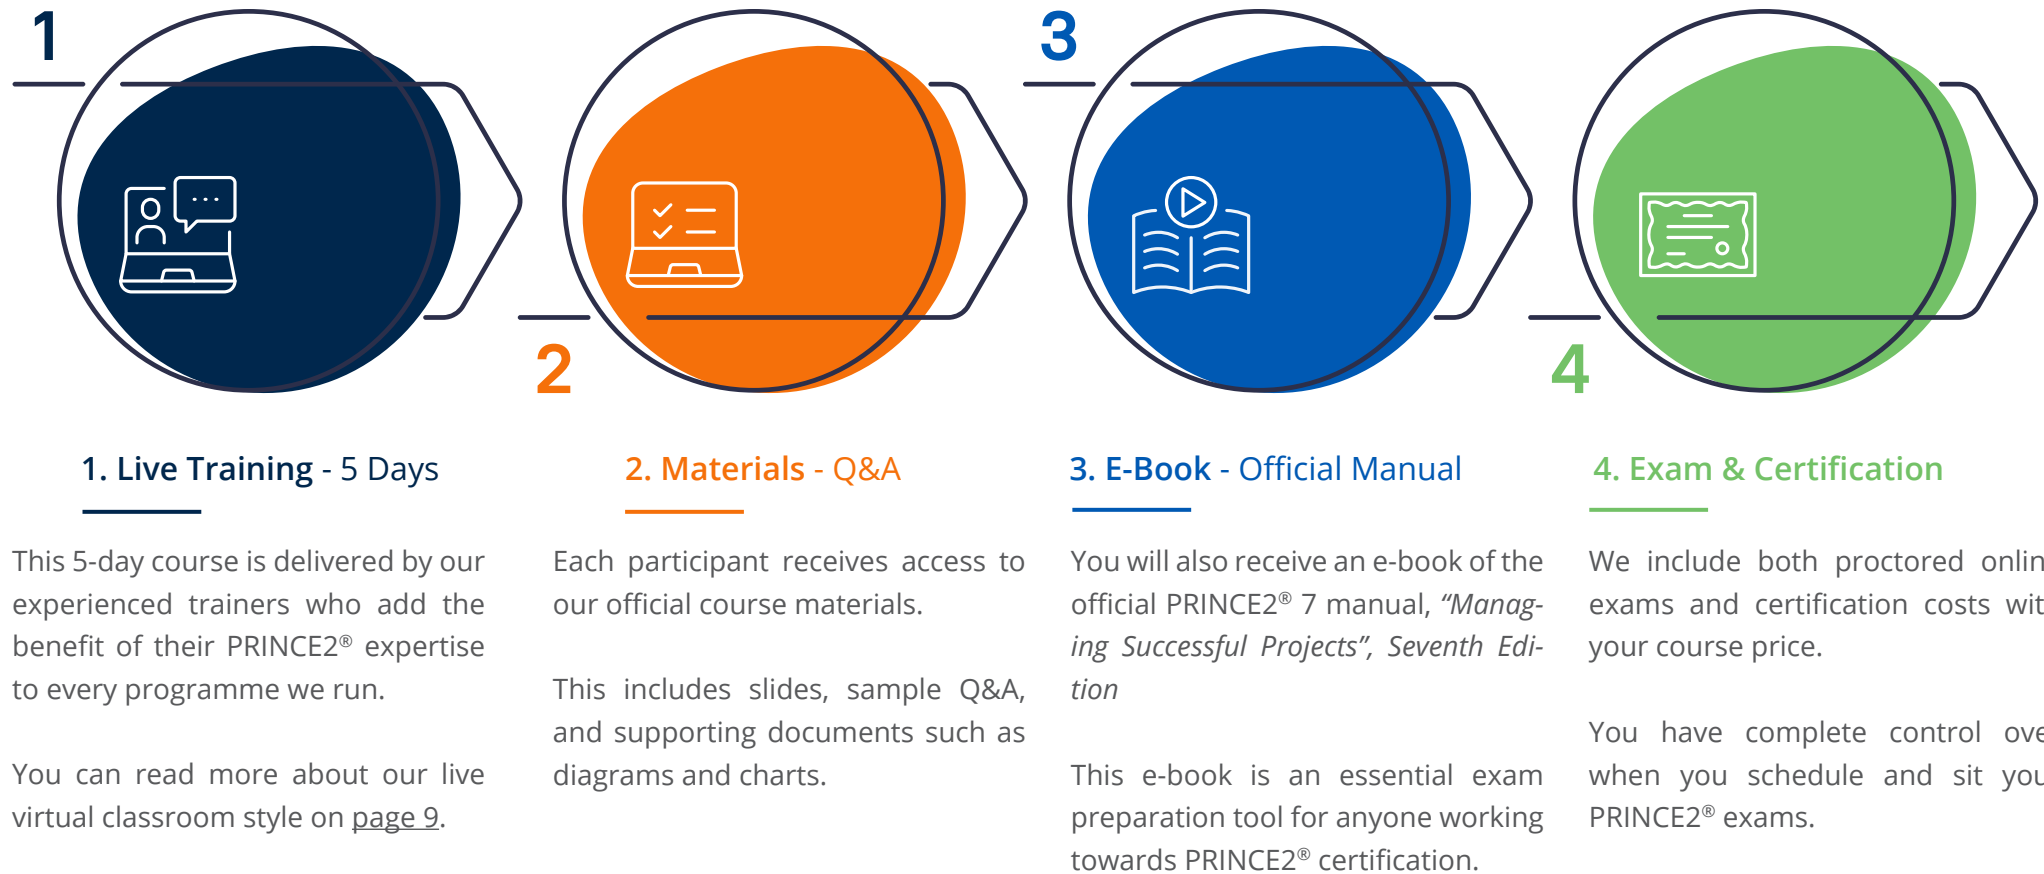 1
2
3
4
1. Live Training - 5 Days
This 5-day course is delivered by our
experienced trainers who add the
benefit of their PRINCE2® expertise
to every programme we run.
You can read more about our live
virtual classroom style on page 9.
2. Materials - Q&A
Each participant receives access to
our official course materials.
This includes slides, sample Q&A,
and supporting documents such as
diagrams and charts.
3. E-Book - Official Manual
You will also receive an e-book of the
official PRINCE2® 7 manual, “Manag-
ing Successful Projects”, Seventh Edi-
tion
This e-book is an essential exam
preparation tool for anyone working
towards PRINCE2® certification.
4. Exam & Certification
We include both proctored onlin
exams and certification costs wit
your course price.
You have complete control ove
when you schedule and sit you
PRINCE2® exams.